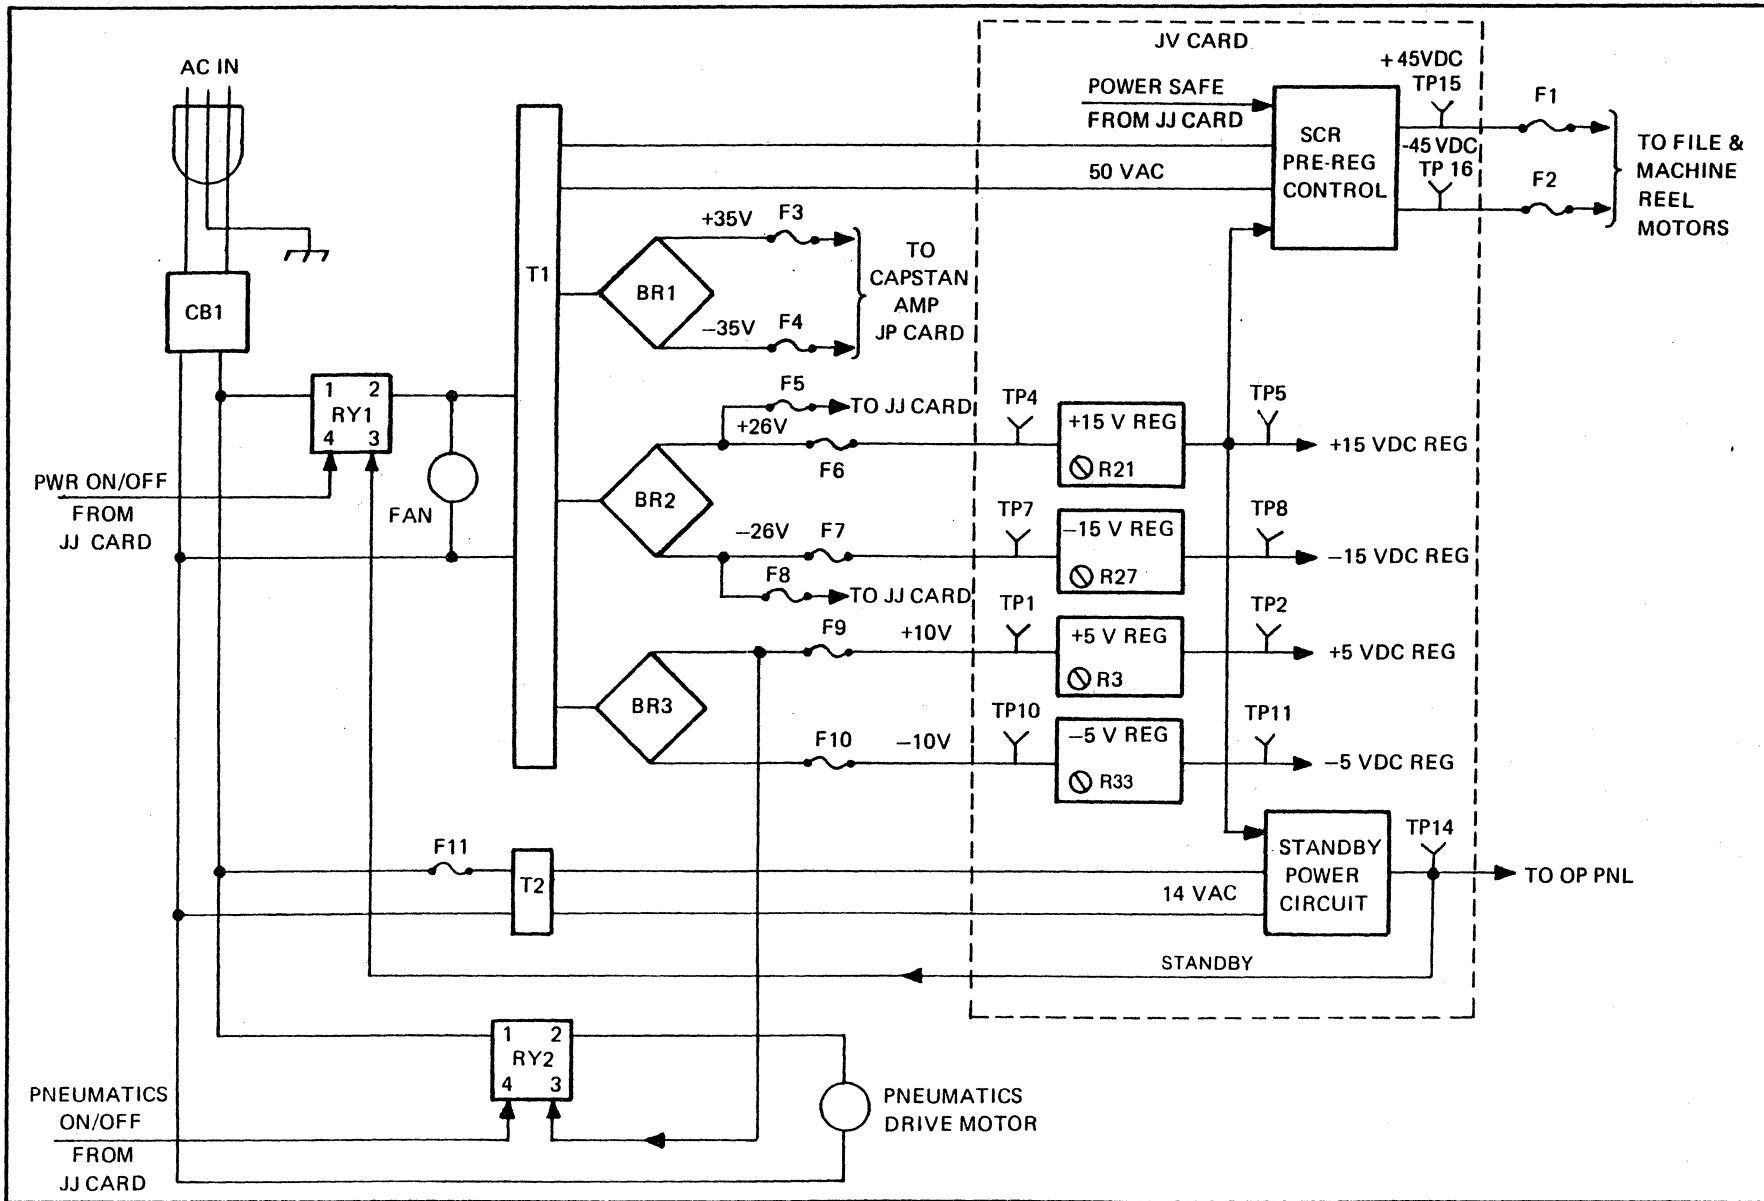 JV CARD
AC IN
+45VDC
TP15
F1
POWER SAFE
FROM JJ CARD
SCR
PRE-REG
CONTROL
-45 VDC
TP 16
F2
TO FILE &
MACHINE
REEL
MOTORS
50 VAC
T1
+35V
F3
BR1
−35V
F4
TO
CAPSTAN
AMP
JP CARD
CB1
1 2
RY1
4 3
PWR ON/OFF
FROM
JJ CARD
FAN
F5
TO JJ CARD
+26V
F6
TP4
+15 V REG
R21
TP5
+15 VDC REG
BR2
−26V
F7
TP7
−15 V REG
R27
TP8
−15 VDC REG
F8
TO JJ CARD
F9
+10V
TP1
+5 V REG
R3
TP2
+5 VDC REG
BR3
F10
−10V
TP10
−5 V REG
R33
TP11
−5 VDC REG
F11
T2
14 VAC
STANDBY
POWER
CIRCUIT
TP14
TO OP PNL
STANDBY
1 2
RY2
4 3
PNEUMATICS
ON/OFF
FROM
JJ CARD
PNEUMATICS
DRIVE MOTOR